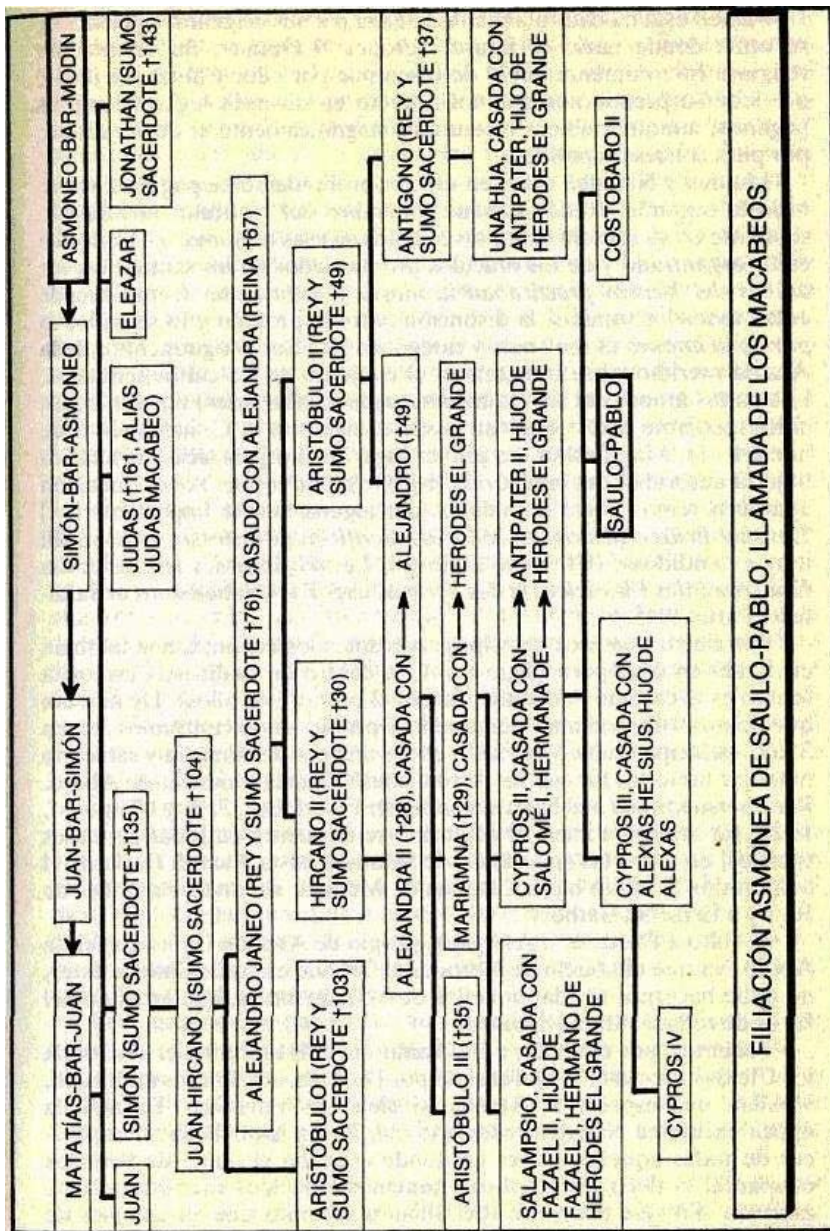 MATATÍAS-BAR-JUAN
JUAN-BAR-SIMÓN
SIMÓN-BAR-ASMONEO
ASMONEO-BAR-MODIN
JUAN
SIMÓN (SUMO SACERDOTE †135)
JUDAS (†161), ALIAS
JUDAS MACABEO)
ELEAZAR
JONATHAN (SUMO
SACERDOTE †143)
JUAN HIRCANO I (SUMO SACERDOTE †104)
ALEJANDRO JANEO (REY Y SUMO SACERDOTE †76), CASADO CON ALEJANDRA (REINA †67)
ARISTÓBULO I (REY Y
SUMO SACERDOTE †103)
HIRCANO II (REY Y
SUMO SACERDOTE †30)
ARISTÓBULO II (REY Y
SUMO SACERDOTE †49)
ALEJANDRA (†28) CASADA CON
ALEJANDRO (†49)
ANTÍGONO (REY Y
SUMO SACERDOTE †37)
ARISTÓBULO (†35)
MARIAMNA (†29), CASADA CON
HERODES EL GRANDE
UNA HIJA, CASADA CON
ANTIPÁTER, HIJO DE
HERODES EL GRANDE
SALAMPSIO CASADA CON
FAZAEL II, HIJO DE
FAZAEL, HERMANO DE
HERODES EL GRANDE
CYPROS II, CASADA CON
SALOMÉ, HERMANA DE
ANTIPÁTER II HIJO DE
HERODES EL GRANDE
CYPROS IV
CYPROS III, CASADA CON
ALEXAS HELSIUS, HIJO DE
ALEXAS
SAULO-PABLO
COSTOBARO II
FILIACIÓN ASMONEA DE SAULO-PABLO, LLAMADA DE LOS MACABEOS